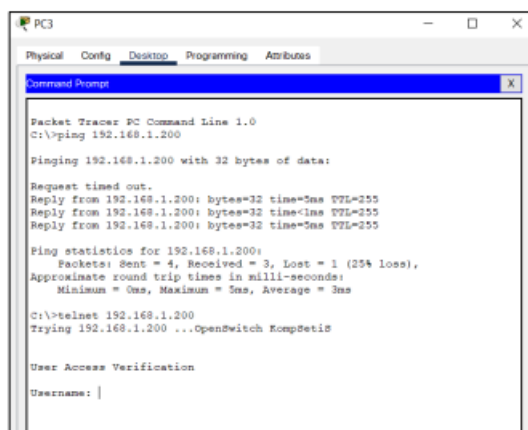 PC3
Physical Config Desktop Programming Attributes
Command Prompt
X
Packet Tracer PC Command Line 1.0
C:\>ping 192.168.1.200
Pinging 192.168.1.200 with 32 bytes of data:
Request timed out.
Reply from 192.168.1.200: bytes=32 time=5ms TTL=255
Reply from 192.168.1.200: bytes=32 time<1ms TTL=255
Reply from 192.168.1.200: bytes=32 time=5ms TTL=255
Ping statistics for 192.168.1.200:
Packets: Sent = 4, Received = 3, Lost = 1 (25% loss),
Approximate round trip times in milli-seconds:
Minimum = 0ms, Maximum = 5ms, Average = 3ms
C:\>telnet 192.168.1.200
Trying 192.168.1.200 ...OpenSwitch KompSetiS
User Access Verification
Username: